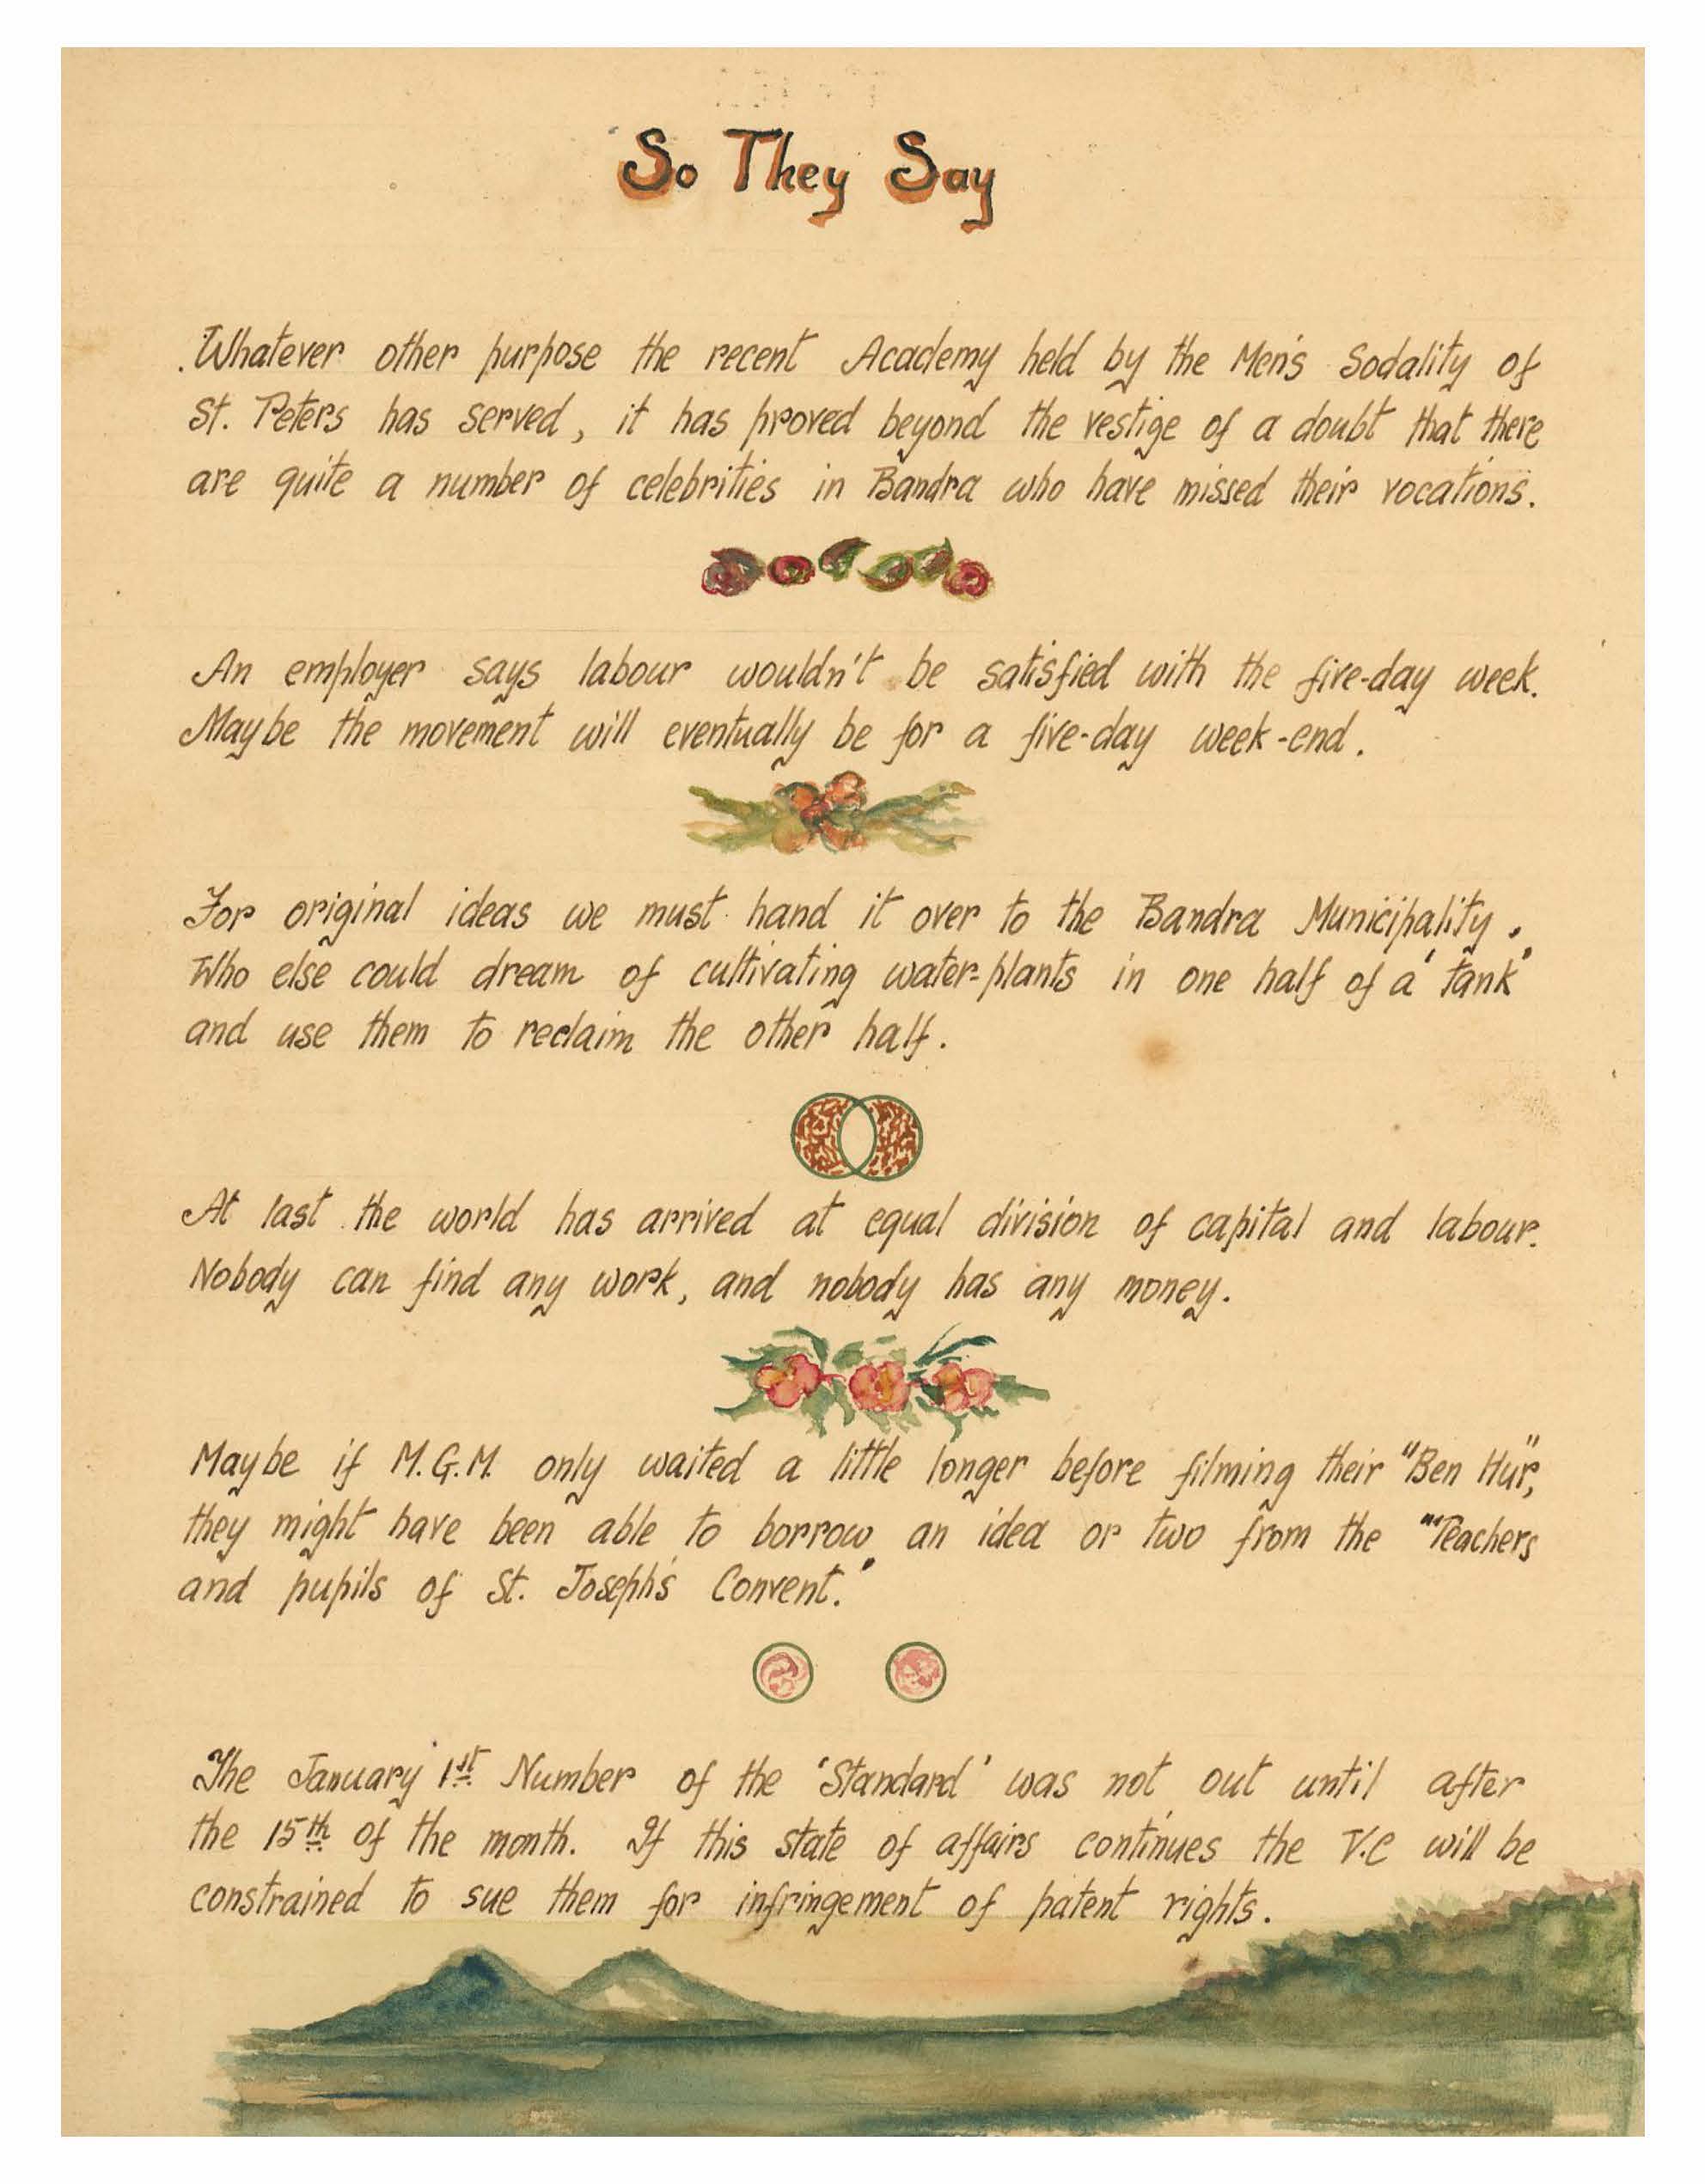 So They Say
Whatever other purpose the recent Academy held by the Men's Sodality of
St. Peters has served, it has proved beyond the vestige of a doubt that there
are quite a number of celebrities in Bandra who have missed their vocations.
An employer says labour wouldn't be satisfied with the five-day week.
Maybe the movement will eventually be for a five-day week-end.
For original ideas we must hand it over to the Bandra Municipality.
Who else could dream of cultivating water-plants in one half of a 'tank'
and use them to reclaim the other half.
At last the world has arrived at equal division of capital and labour.
Nobody can find any work, and nobody has any money.
Maybe if M.G.M. only waited a little longer before filming their "Ben Hur",
they might have been able to borrow an idea or two from the "Teachers
and pupils of St. Joseph's Convent."
The January 1st Number of the 'Standard' was not out until after
the 15th of the month. If this state of affairs continues the V.C will be
constrained to sue them for infringement of patent rights.